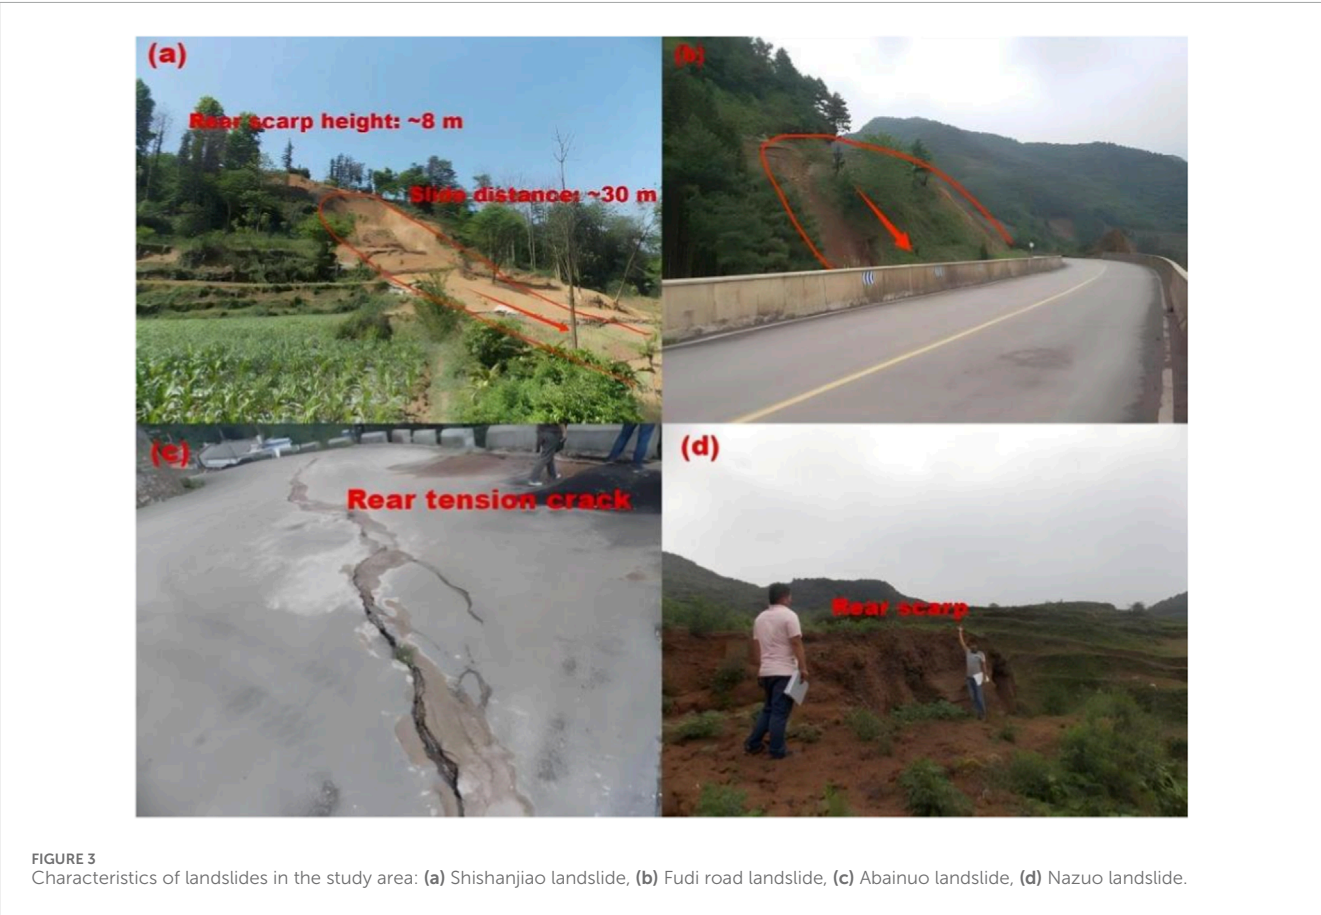 (a)
Rear scarp height: ~8 m
Slide distance: ~30 m
(b)
(c)
Rear tension crack
(d)
Rear scarp
FIGURE 3
Characteristics of landslides in the study area: (a) Shishanjiao landslide, (b) Fudi road landslide, (c) Abainuo landslide, (d) Nazuo landslide.